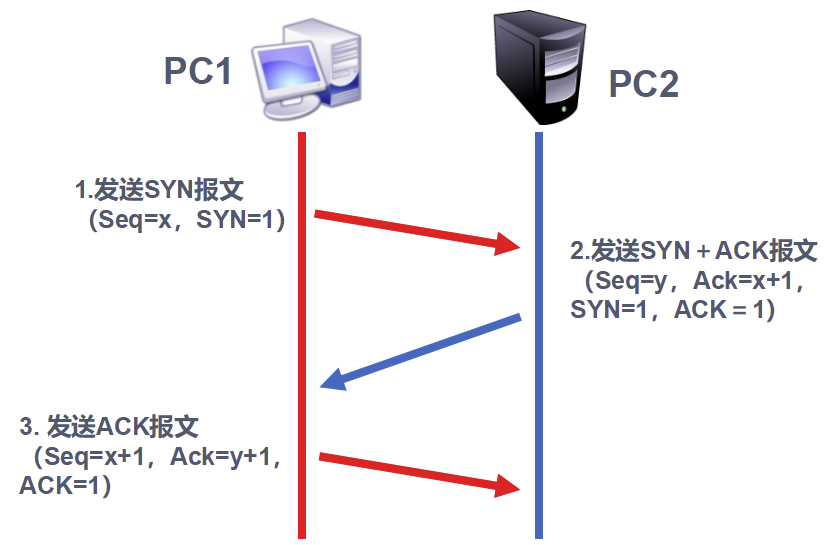 PC1
PC2
1.发送SYN报文
（Seq=x，SYN=1）
2.发送SYN＋ACK报文
（Seq=y，Ack=x+1，
SYN=1，ACK＝1）
3. 发送ACK报文
（Seq=x+1，Ack=y+1，
ACK=1）